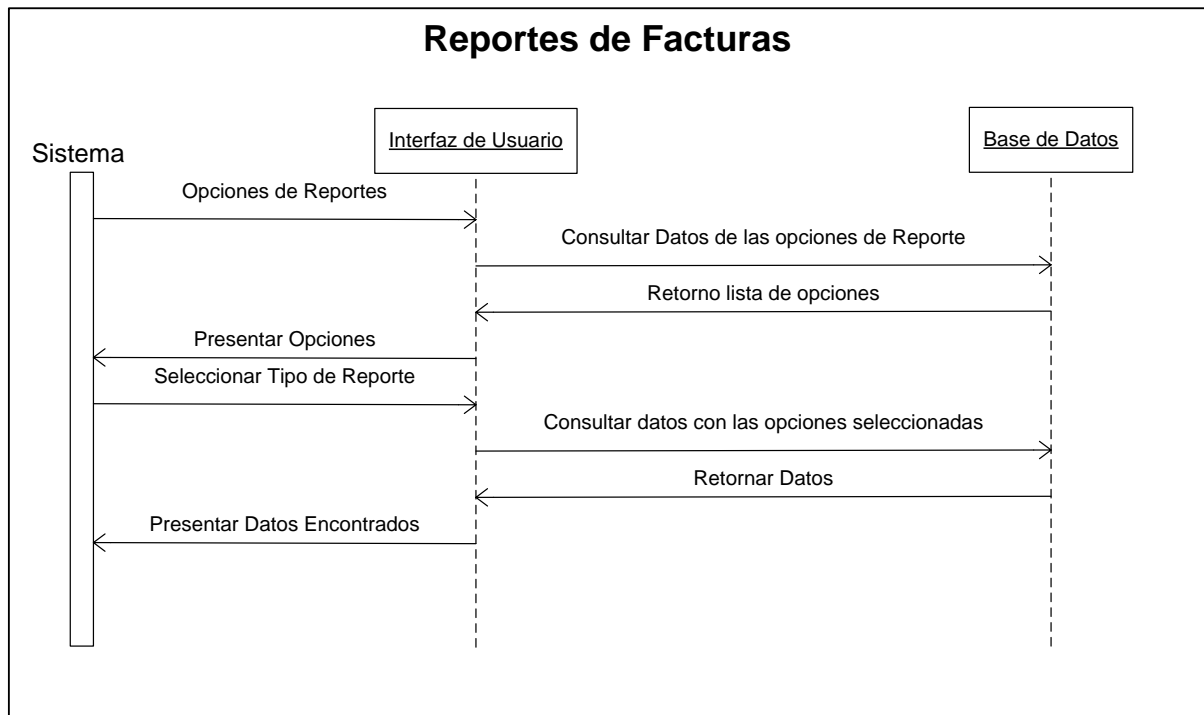 Reportes de Facturas
Interfaz de Usuario
Base de Datos
Sistema
Opciones de Reportes
Consultar Datos de las opciones de Reporte
Retorno lista de opciones
Presentar Opciones
Seleccionar Tipo de Reporte
Consultar datos con las opciones seleccionadas
Retornar Datos
Presentar Datos Encontrados